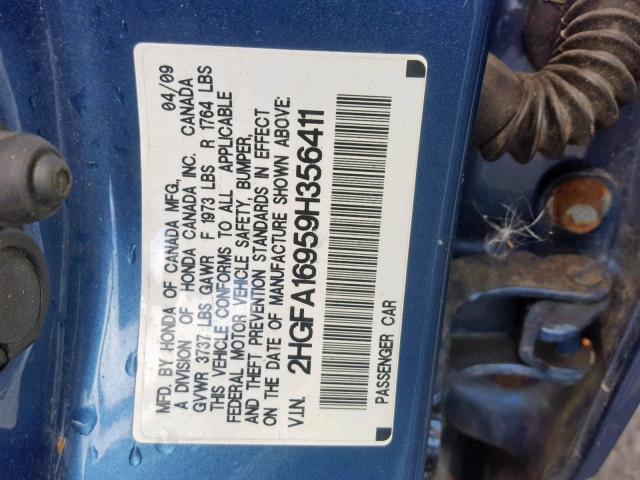 MFD. BY HONDA OF CANADA MFG., 04/09
A DIVISION OF HONDA CANADA INC. CANADA
GVWR 3737 LBS GAWR F 1973 LBS R 1764 LBS
THIS VEHICLE CONFORMS TO ALL APPLICABLE
FEDERAL MOTOR VEHICLE SAFETY, BUMPER,
AND THEFT PREVENTION STANDARDS IN EFFECT
ON THE DATE OF MANUFACTURE SHOWN ABOVE:
V.I.N. 2HGFA16959H356411
PASSENGER CAR